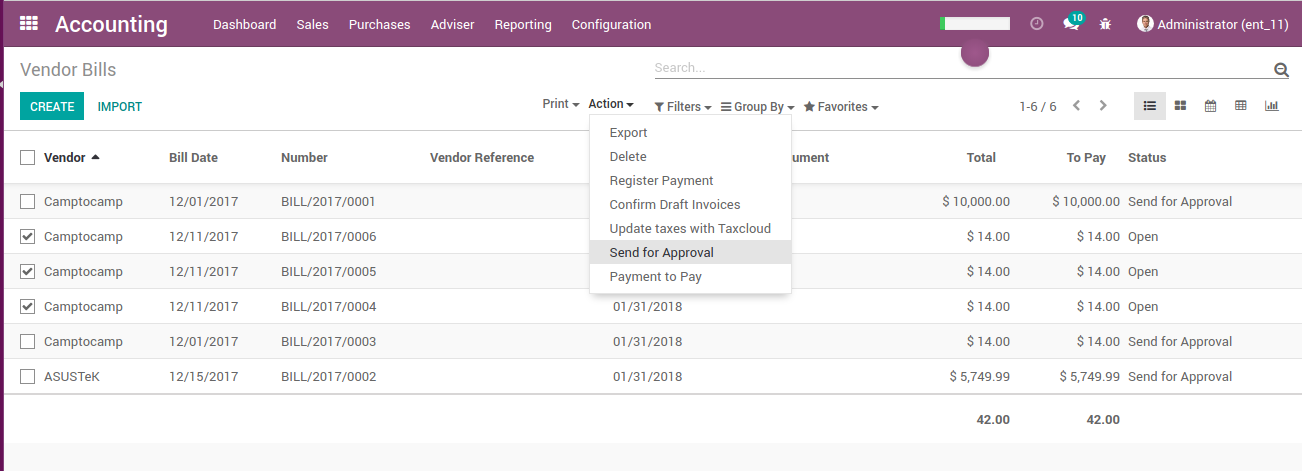 Accounting Dashboard Sales Purchases Adviser Reporting Configuration 10 Administrator (ent_11)
Vendor Bills Search...
CREATE IMPORT Print Action Filters Group By Favorites 1-6 / 6
Export
Delete
Register Payment
Confirm Draft Invoices
Update taxes with Taxcloud
Send for Approval
Payment to Pay
Vendor Bill Date Number Vendor Reference Total To Pay Status
Camptocamp 12/01/2017 BILL/2017/0001 $ 10,000.00 $ 10,000.00 Send for Approval
Camptocamp 12/11/2017 BILL/2017/0006 $ 14.00 $ 14.00 Open
Camptocamp 12/11/2017 BILL/2017/0005 $ 14.00 $ 14.00 Open
Camptocamp 12/11/2017 BILL/2017/0004 01/31/2018 $ 14.00 $ 14.00 Open
Camptocamp 12/01/2017 BILL/2017/0003 01/31/2018 $ 14.00 $ 14.00 Send for Approval
ASUSTeK 12/15/2017 BILL/2017/0002 01/31/2018 $ 5,749.99 $ 5,749.99 Send for Approval
42.00 42.00